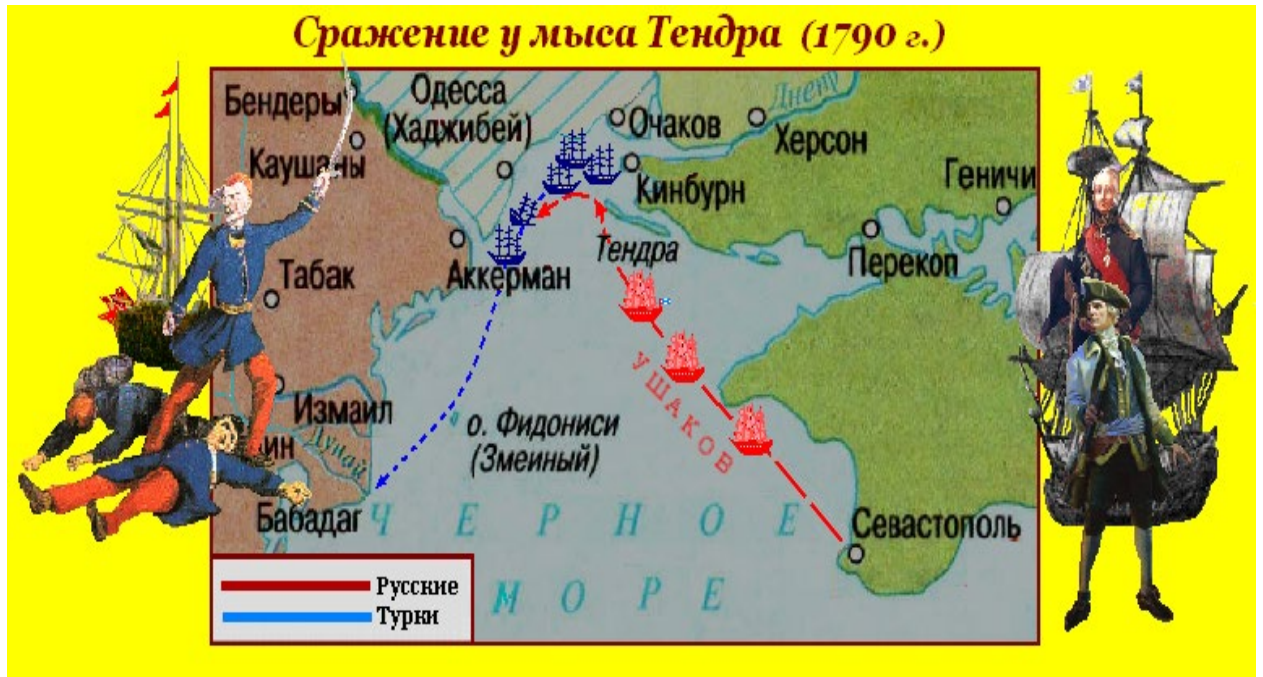 Сражение у мыса Тендра (1790 г.)
Бендеры
Одесса
(Хаджибей)
Очаков
Днепр
Херсон
Каушаны
Кинбурн
Геничи
Тендра
Перекоп
Табак
Аккерман
УШАКОВ
Измаил
ин
Дунай
о. Фидониси
(Змеиный)
Бабадаг
ЧЕРНОЕ
МОРЕ
Севастополь
Русские
Турки